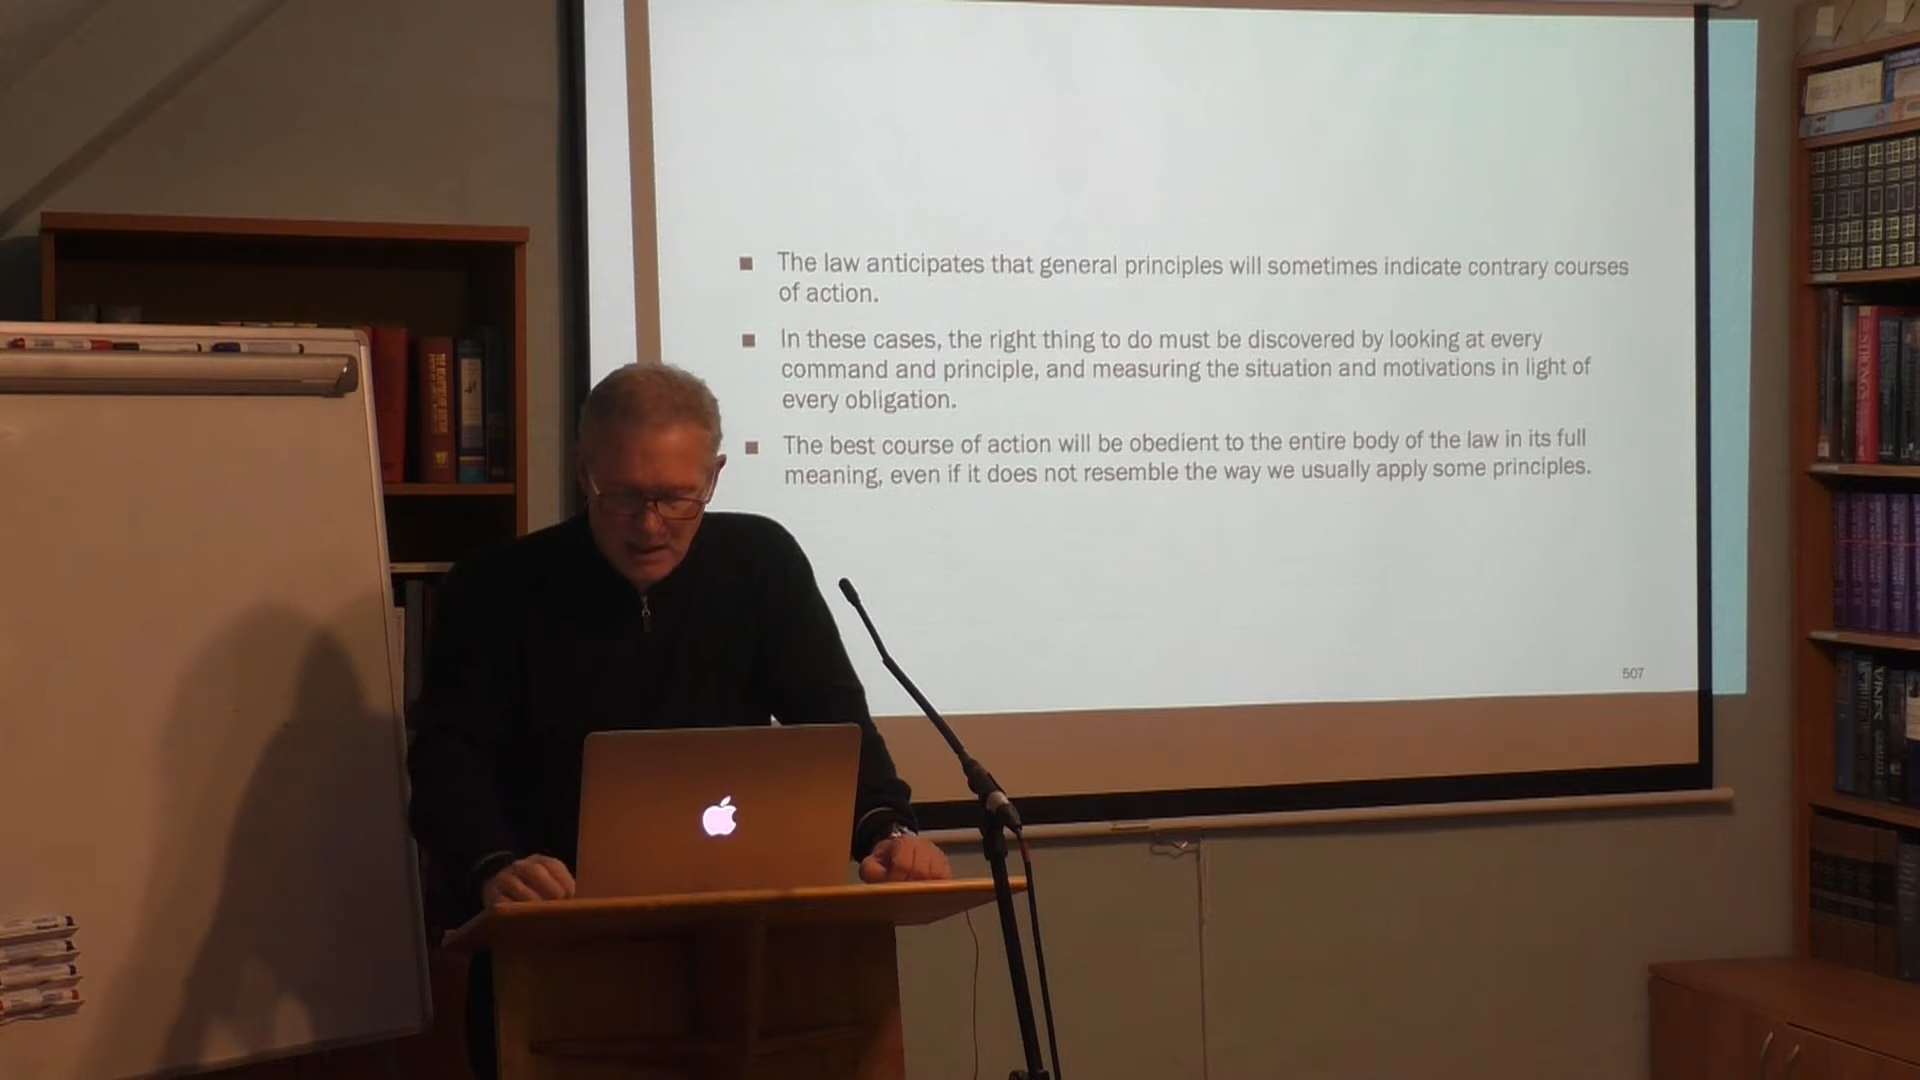 The law anticipates that general principles will sometimes indicate contrary courses
of action.
In these cases, the right thing to do must be discovered by looking at every
command and principle, and measuring the situation and motivations in light of
every obligation.
The best course of action will be obedient to the entire body of the law in its full
meaning, even if it does not resemble the way we usually apply some principles.
507
STRONG'S